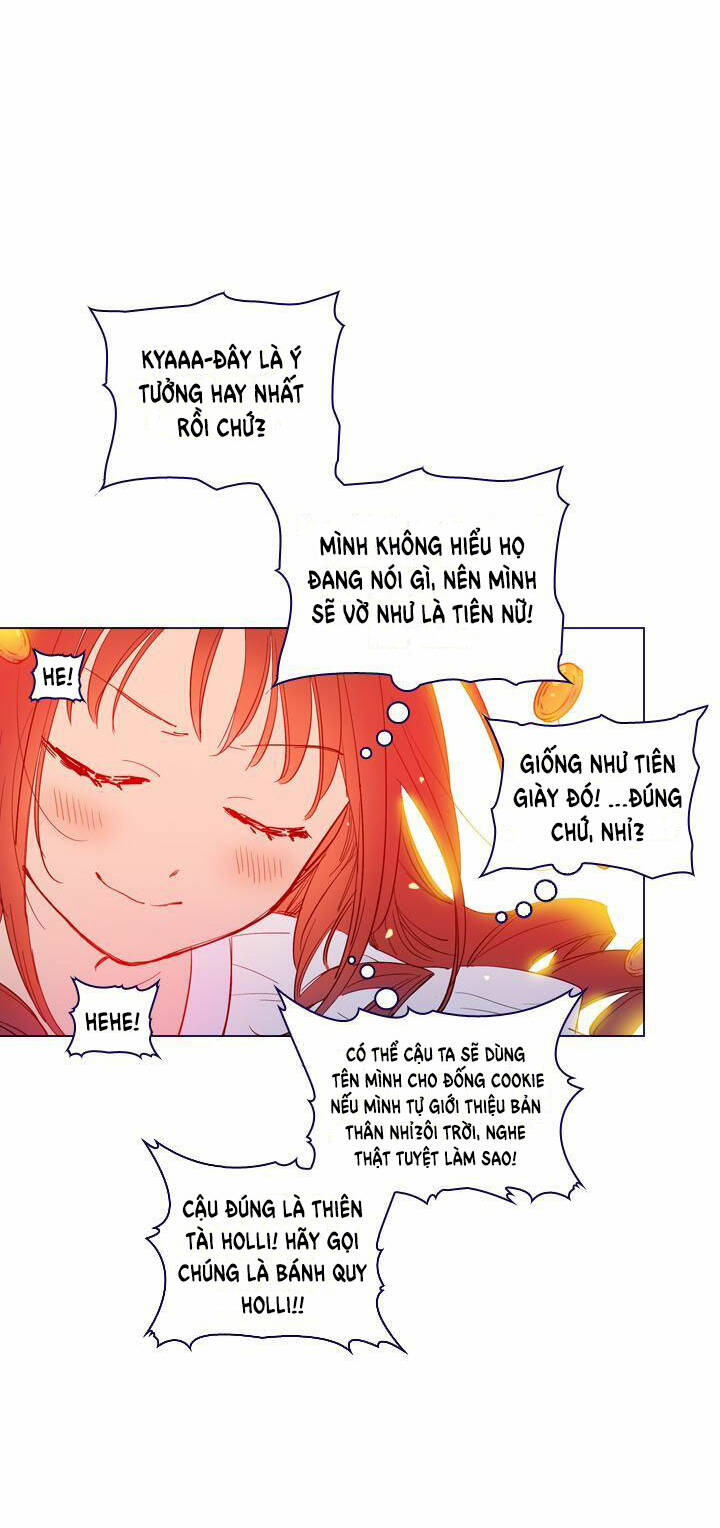 KYAAA-ĐÂY LÀ Ý
TƯỞNG HAY NHẤT
RỒI CHỨ?
MÌNH KHÔNG HIỂU HỌ
ĐANG NÓI GÌ, NÊN MÌNH
SẼ VỜ NHƯ LÀ TIÊN NỮ!
HE!
GIỐNG NHƯ TIÊN
GIÀY ĐÓ! ...ĐÚNG
CHỨ, NHỈ?
HEHE!
CÓ THỂ CẬU TA SẼ DÙNG
TÊN MÌNH CHO ĐỐNG COOKIE
NẾU MÌNH TỰ GIỚI THIỆU BẢN
THÂN NHỈ?ÔI TRỜI, NGHE
THẬT TUYỆT LÀM SAO!
CẬU ĐÚNG LÀ THIÊN
TÀI HOLLI! HÃY GỌI
CHÚNG LÀ BÁNH QUY
HOLLI!!